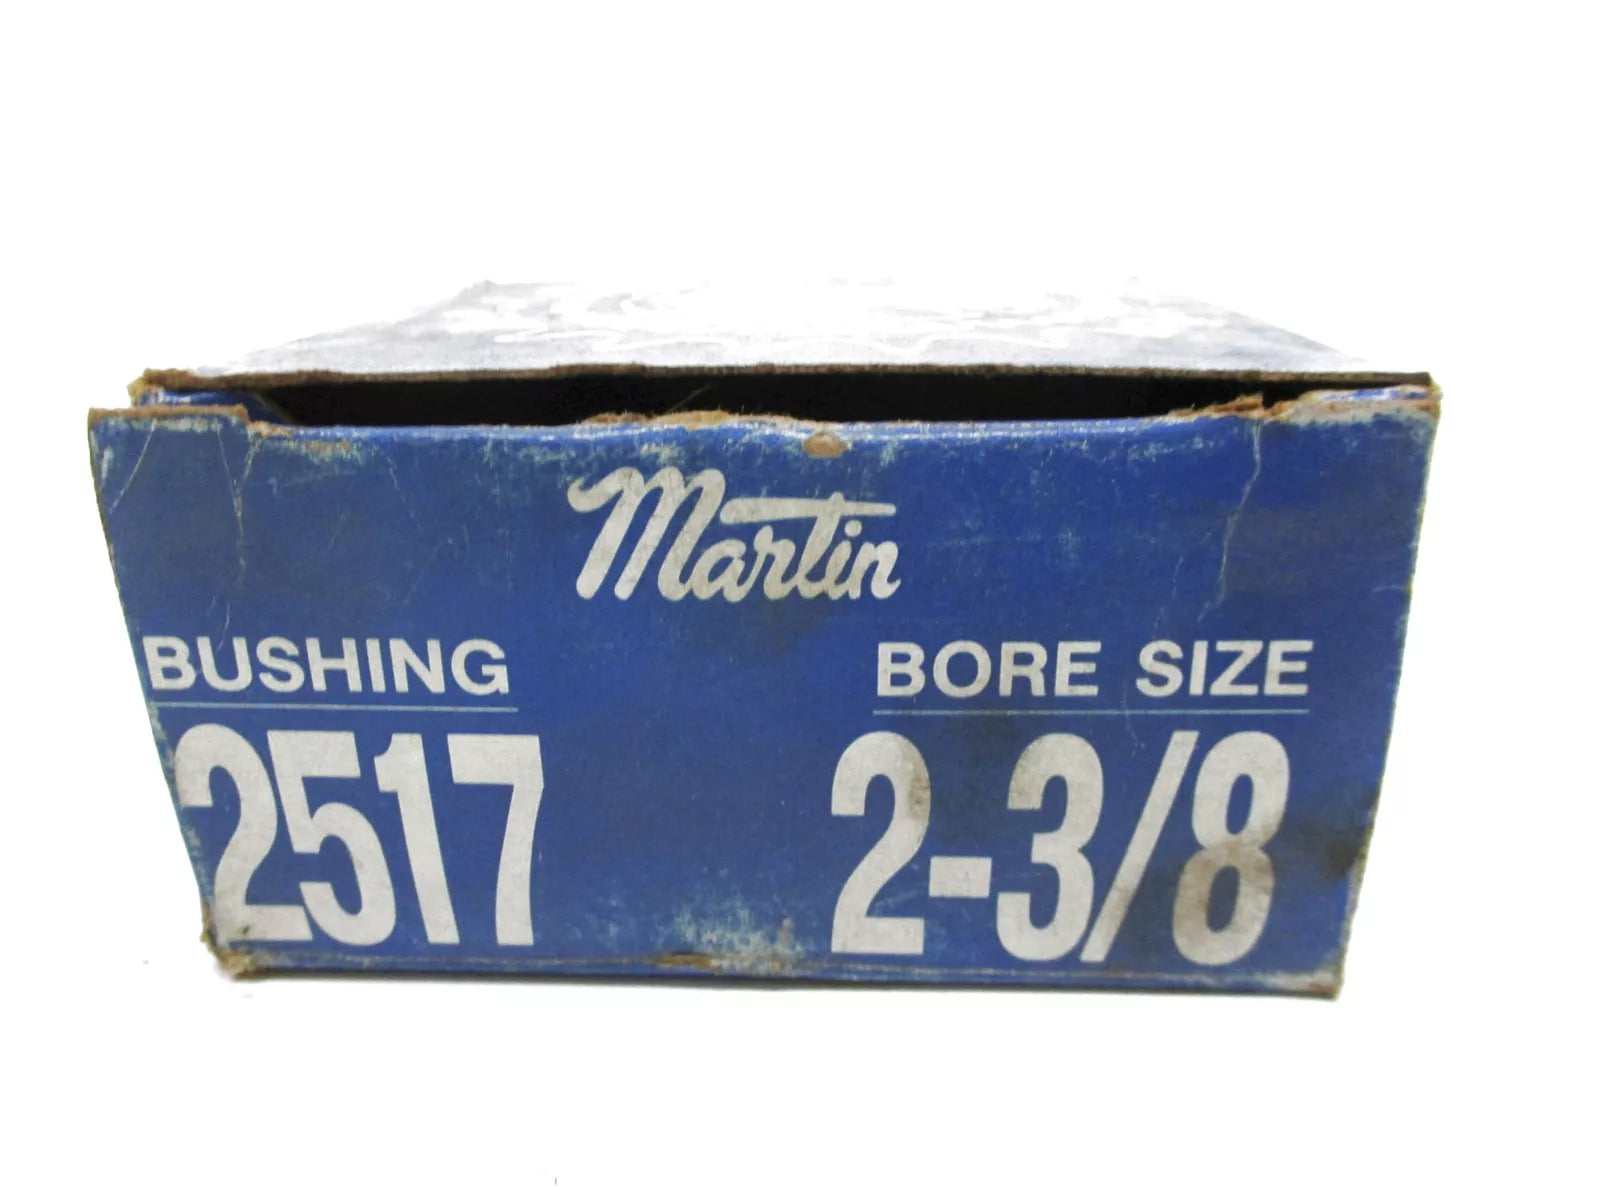 Martin
BUSHING
2517
BORE SIZE
2-3/8